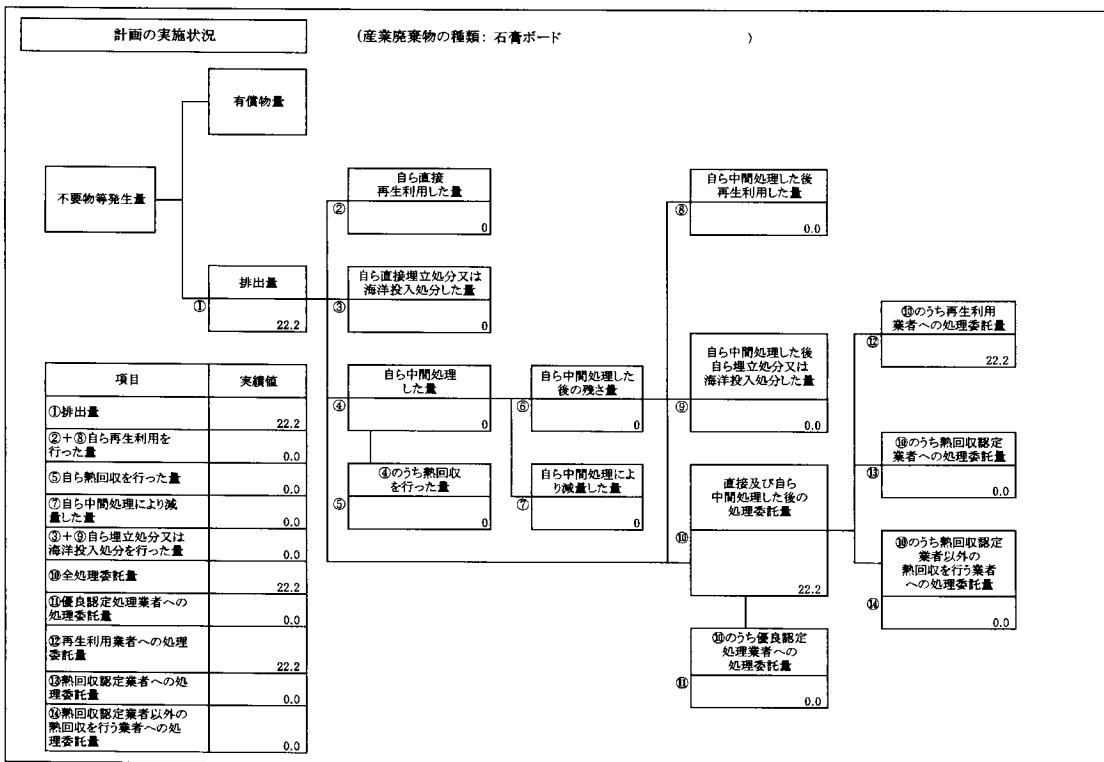 計画の実施状況
(産業廃棄物の種類: 石膏ボード )
有償物量
不要物等発生量
排出量
①
22.2
自ら直接
再生利用した量
②
0
自ら直接埋立処分又は
海洋投入処分した量
③
0
自ら中間処理
した量
④
0
④のうち熱回収
を行った量
⑤
0
自ら中間処理した
後の残さ量
⑥
0
自ら中間処理によ
り減量した量
⑦
0
自ら中間処理した後
再生利用した量
⑧
0.0
自ら中間処理した後
自ら埋立処分又は
海洋投入処分した量
⑨
0.0
直接及び自ら
中間処理した後の
処理委託量
⑩
22.2
⑩のうち優良認定
処理業者への
処理委託量
⑪
0.0
⑩のうち再生利用
業者への処理委託量
⑫
22.2
⑩のうち熱回収認定
業者への処理委託量
⑬
0.0
⑩のうち熱回収認定
業者以外の
熱回収を行う業者
への処理委託量
⑭
0.0
項目 実績値
①排出量 22.2
②+⑧自ら再生利用を
行った量 0.0
⑤自ら熱回収を行った量 0.0
⑦自ら中間処理により減
量した量 0.0
③+⑨自ら埋立処分又は
海洋投入処分を行った量 0.0
⑩全処理委託量 22.2
⑪優良認定処理業者への
処理委託量 0.0
⑫再生利用業者への処理
委託量 22.2
⑬熱回収認定業者への処
理委託量 0.0
⑭熱回収認定業者以外の
熱回収を行う業者への処
理委託量 0.0